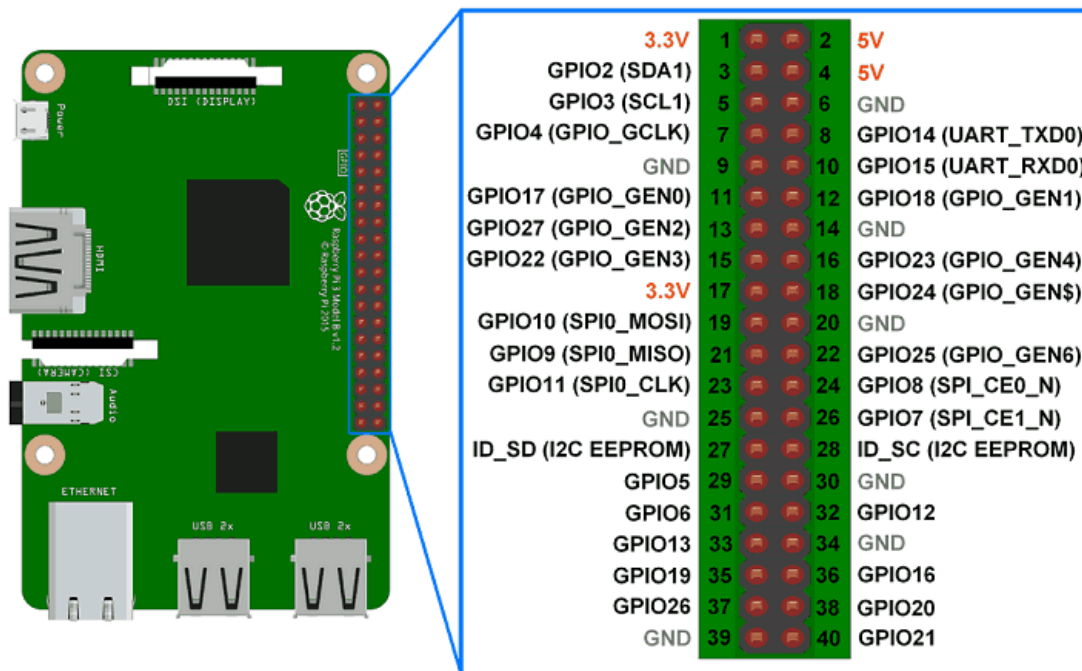 DSI (DISPLAY)
Power
GPIO
HDMI
Raspberry Pi 3 Model B v1.2
© Raspberry Pi 2015
CSI (CAMERA)
Audio
ETHERNET
USB 2x
USB 2x
3.3V 1 2 5V
GPIO2 (SDA1) 3 4 5V
GPIO3 (SCL1) 5 6 GND
GPIO4 (GPIO_GCLK) 7 8 GPIO14 (UART_TXD0)
GND 9 10 GPIO15 (UART_RXD0)
GPIO17 (GPIO_GEN0) 11 12 GPIO18 (GPIO_GEN1)
GPIO27 (GPIO_GEN2) 13 14 GND
GPIO22 (GPIO_GEN3) 15 16 GPIO23 (GPIO_GEN4)
3.3V 17 18 GPIO24 (GPIO_GEN$)
GPIO10 (SPI0_MOSI) 19 20 GND
GPIO9 (SPI0_MISO) 21 22 GPIO25 (GPIO_GEN6)
GPIO11 (SPI0_CLK) 23 24 GPIO8 (SPI_CE0_N)
GND 25 26 GPIO7 (SPI_CE1_N)
ID_SD (I2C EEPROM) 27 28 ID_SC (I2C EEPROM)
GPIO5 29 30 GND
GPIO6 31 32 GPIO12
GPIO13 33 34 GND
GPIO19 35 36 GPIO16
GPIO26 37 38 GPIO20
GND 39 40 GPIO21